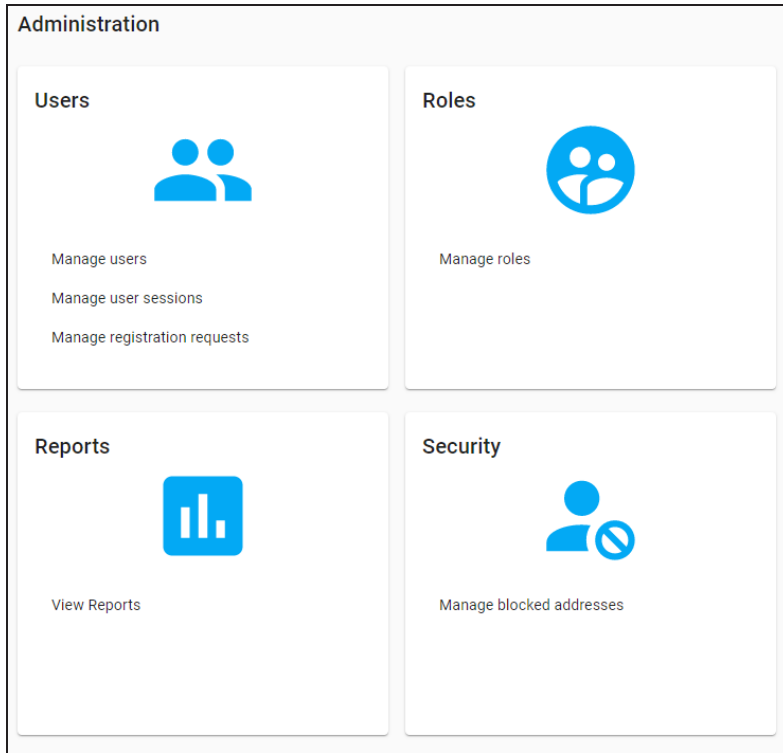 Administration
Users
Manage users
Manage user sessions
Manage registration requests
Roles
Manage roles
Reports
View Reports
Security
Manage blocked addresses